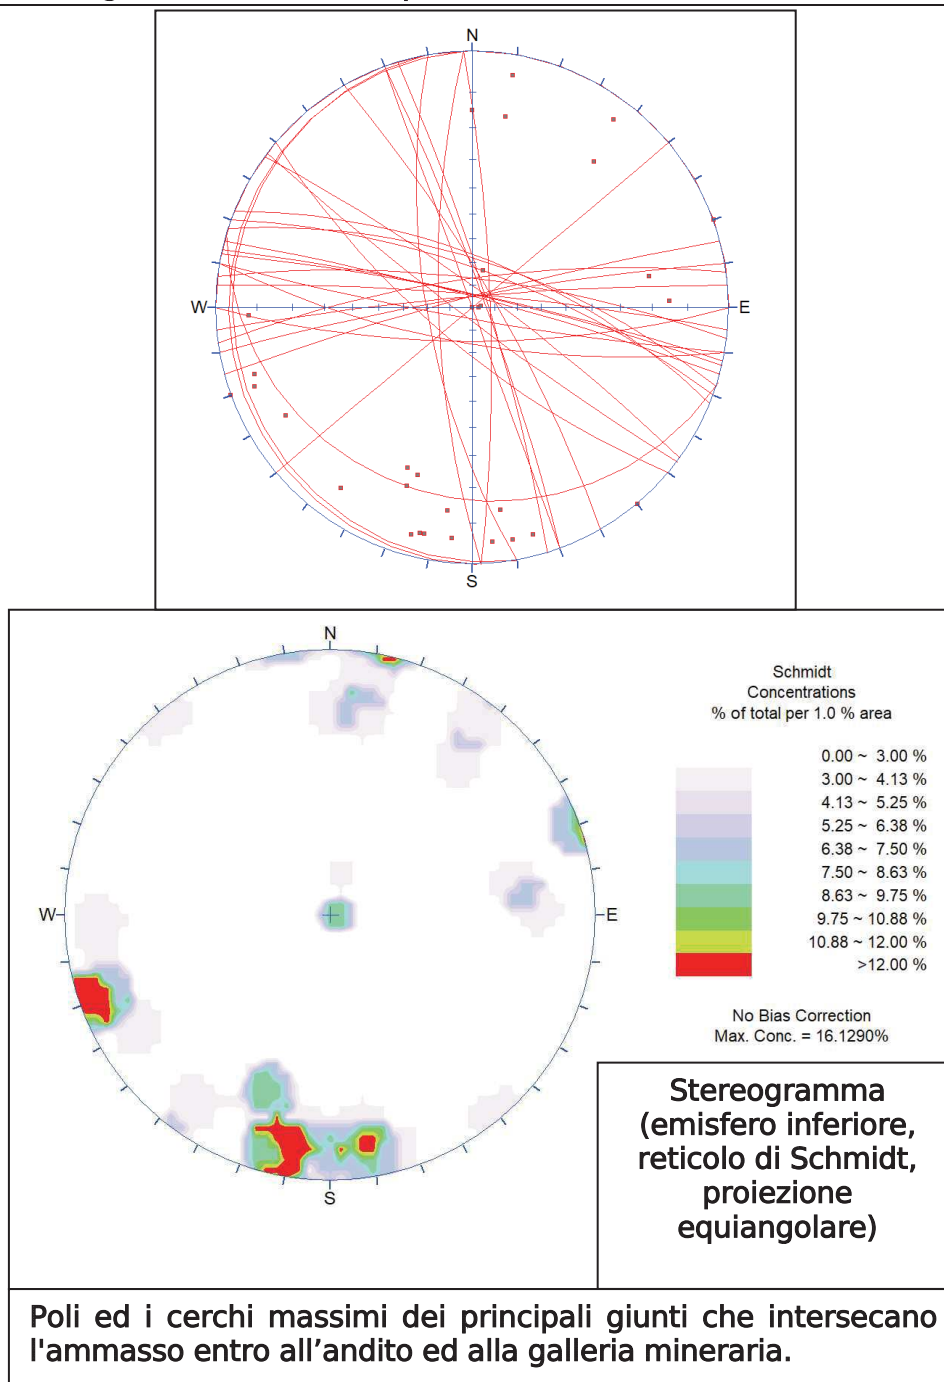 N
W
E
S
N
W
E
S
Schmidt
Concentrations
% of total per 1.0 % area
0.00 ~ 3.00 %
3.00 ~ 4.13 %
4.13 ~ 5.25 %
5.25 ~ 6.38 %
6.38 ~ 7.50 %
7.50 ~ 8.63 %
8.63 ~ 9.75 %
9.75 ~ 10.88 %
10.88 ~ 12.00 %
>12.00 %
No Bias Correction
Max. Conc. = 16.1290%
Stereogramma
(emisfero inferiore,
reticolo di Schmidt,
proiezione
equiangolare)
Poli ed i cerchi massimi dei principali giunti che intersecano
l'ammasso entro all’andito ed alla galleria mineraria.